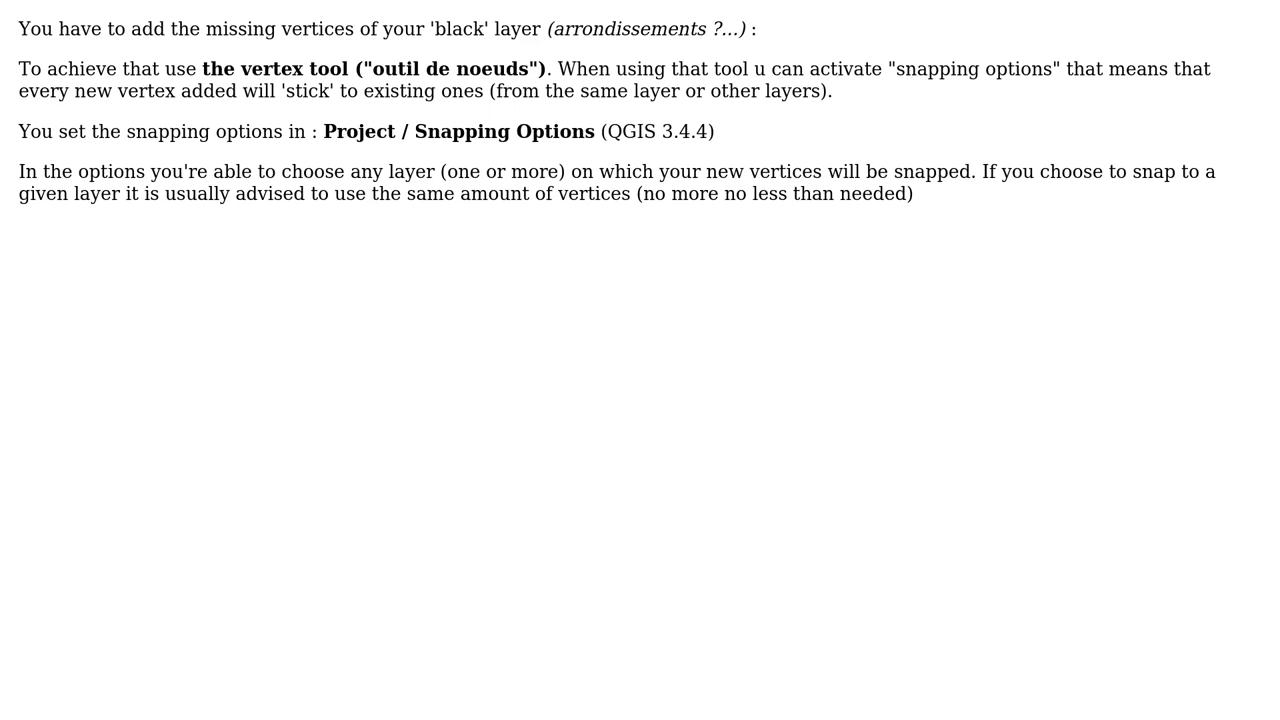 You have to add the missing vertices of your 'black' layer (arrondissements ?...) :
To achieve that use the vertex tool ("outil de noeuds"). When using that tool u can activate "snapping options" that means that
every new vertex added will 'stick' to existing ones (from the same layer or other layers).
You set the snapping options in : Project / Snapping Options (QGIS 3.4.4)
In the options you're able to choose any layer (one or more) on which your new vertices will be snapped. If you choose to snap to a
given layer it is usually advised to use the same amount of vertices (no more no less than needed)